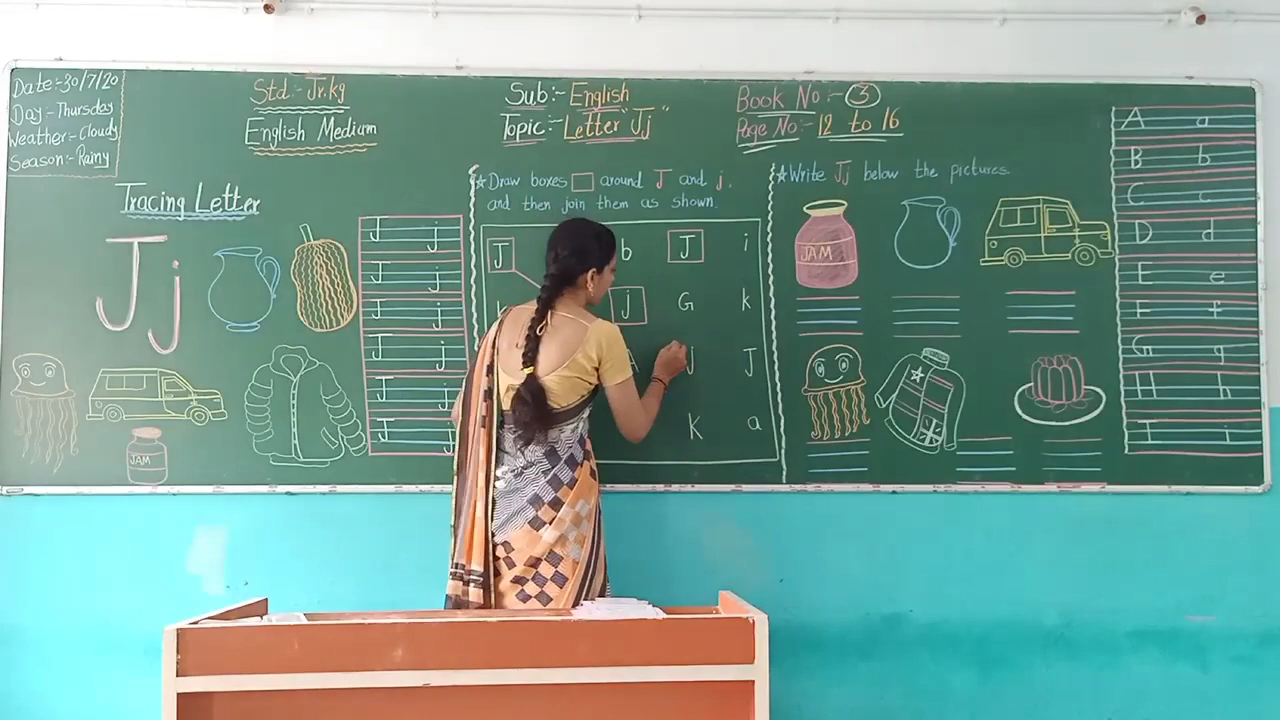 Date:-30/7/20
Day:-Thursday
Weather:-Cloudy
Season:-Rainy
Std:-Jr.kg
English Medium
Sub:- English
Topic:- Letter "Jj"
Book No:- 3
Page No:- 12 to 16
Tracing Letter
J j
J j
J j
J j
J j
J j
J j
JAM
Draw boxes around J and j.
and then join them as shown.
J b J i
j G k
A J J
K a
Write Jj below the pictures.
JAM
A a
B b
C c
D d
E e
F f
G g
H h
I i